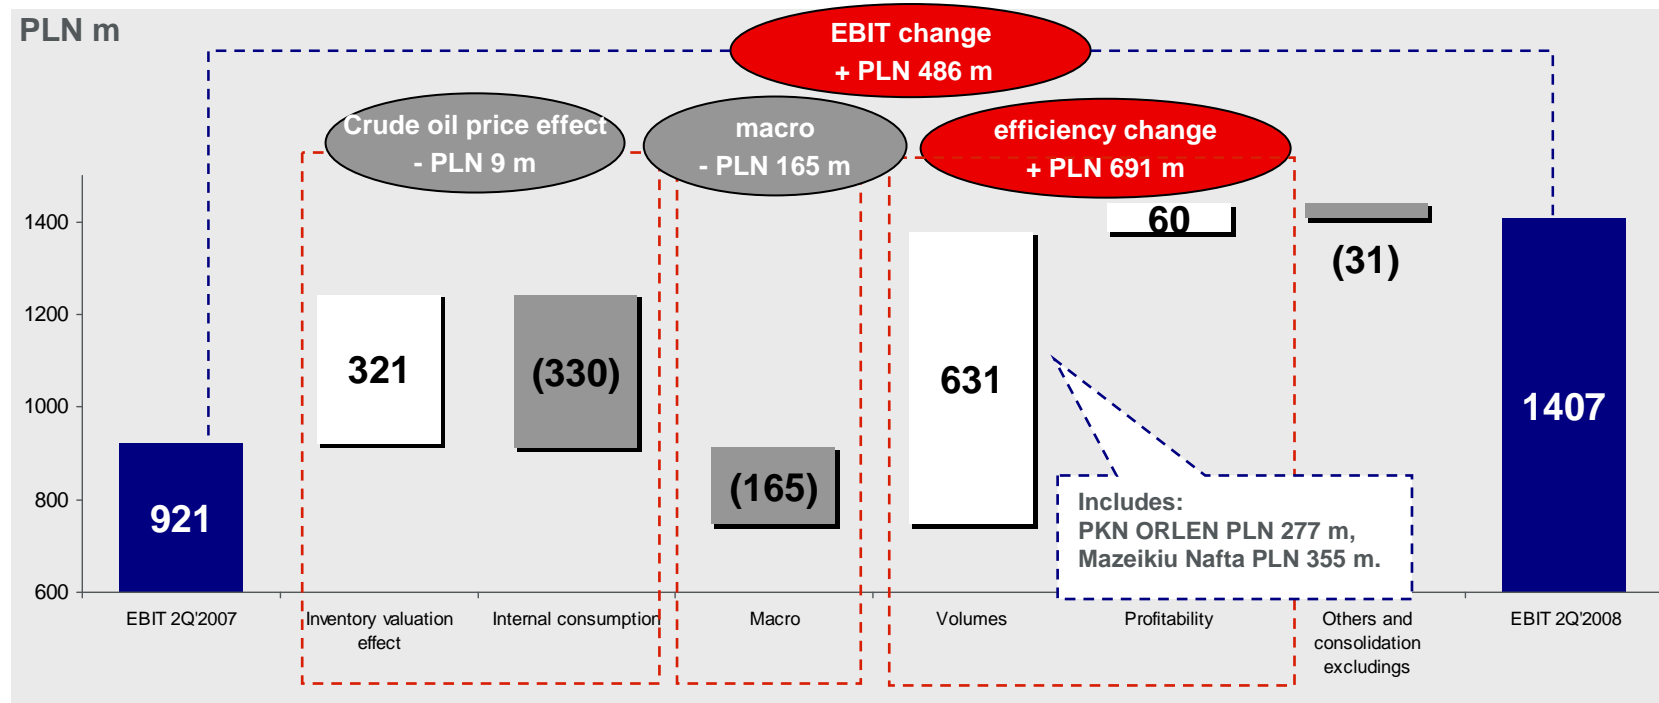 PLN m
EBIT change
+ PLN 486 m
Crude oil price effect
- PLN 9 m
macro
- PLN 165 m
efficiency change
+ PLN 691 m
1400
1200
1000
800
600
921
321
(330)
(165)
631
60
(31)
1407
Includes:
PKN ORLEN PLN 277 m,
Mazeikiu Nafta PLN 355 m.
EBIT 2Q'2007
Inventory valuation
effect
Internal consumption
Macro
Volumes
Profitability
Others and
consolidation
excludings
EBIT 2Q'2008